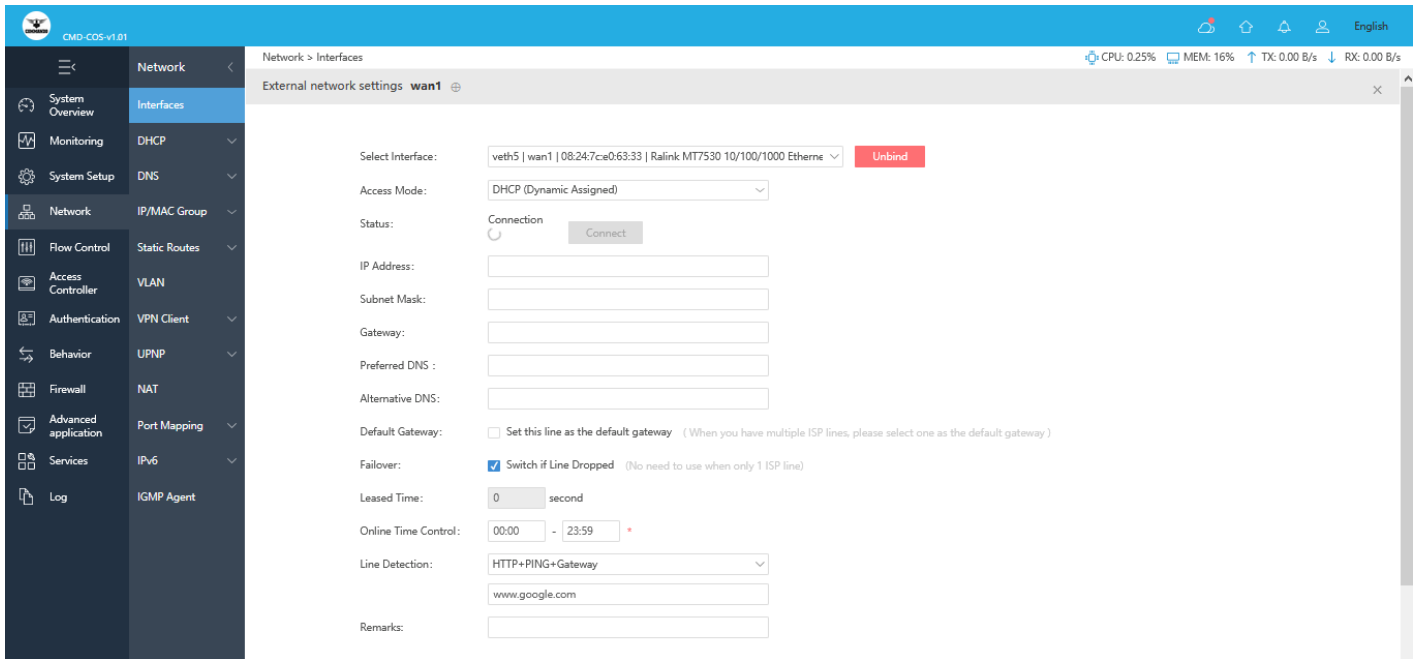 CMD-COS-v1.01
English
Network
Network > Interfaces
CPU: 0.25% MEM: 16% TX: 0.00 B/s RX: 0.00 B/s
External network settings wan1
System Overview
Monitoring
System Setup
Network
Flow Control
Access Controller
Authentication
Behavior
Firewall
Advanced application
Services
Log
Interfaces
DHCP
DNS
IP/MAC Group
Static Routes
VLAN
VPN Client
UPNP
NAT
Port Mapping
IPv6
IGMP Agent
Select Interface: veth5 | wan1 | 08:24:7c:e0:63:33 | Ralink MT7530 10/100/1000 Etherne Unbind
Access Mode: DHCP (Dynamic Assigned)
Status: Connection Connect
IP Address:
Subnet Mask:
Gateway:
Preferred DNS :
Alternative DNS:
Default Gateway: Set this line as the default gateway ( When you have multiple ISP lines, please select one as the default gateway )
Failover: Switch if Line Dropped (No need to use when only 1 ISP line)
Leased Time: 0 second
Online Time Control: 00:00 - 23:59 *
Line Detection: HTTP+PING+Gateway
www.google.com
Remarks: